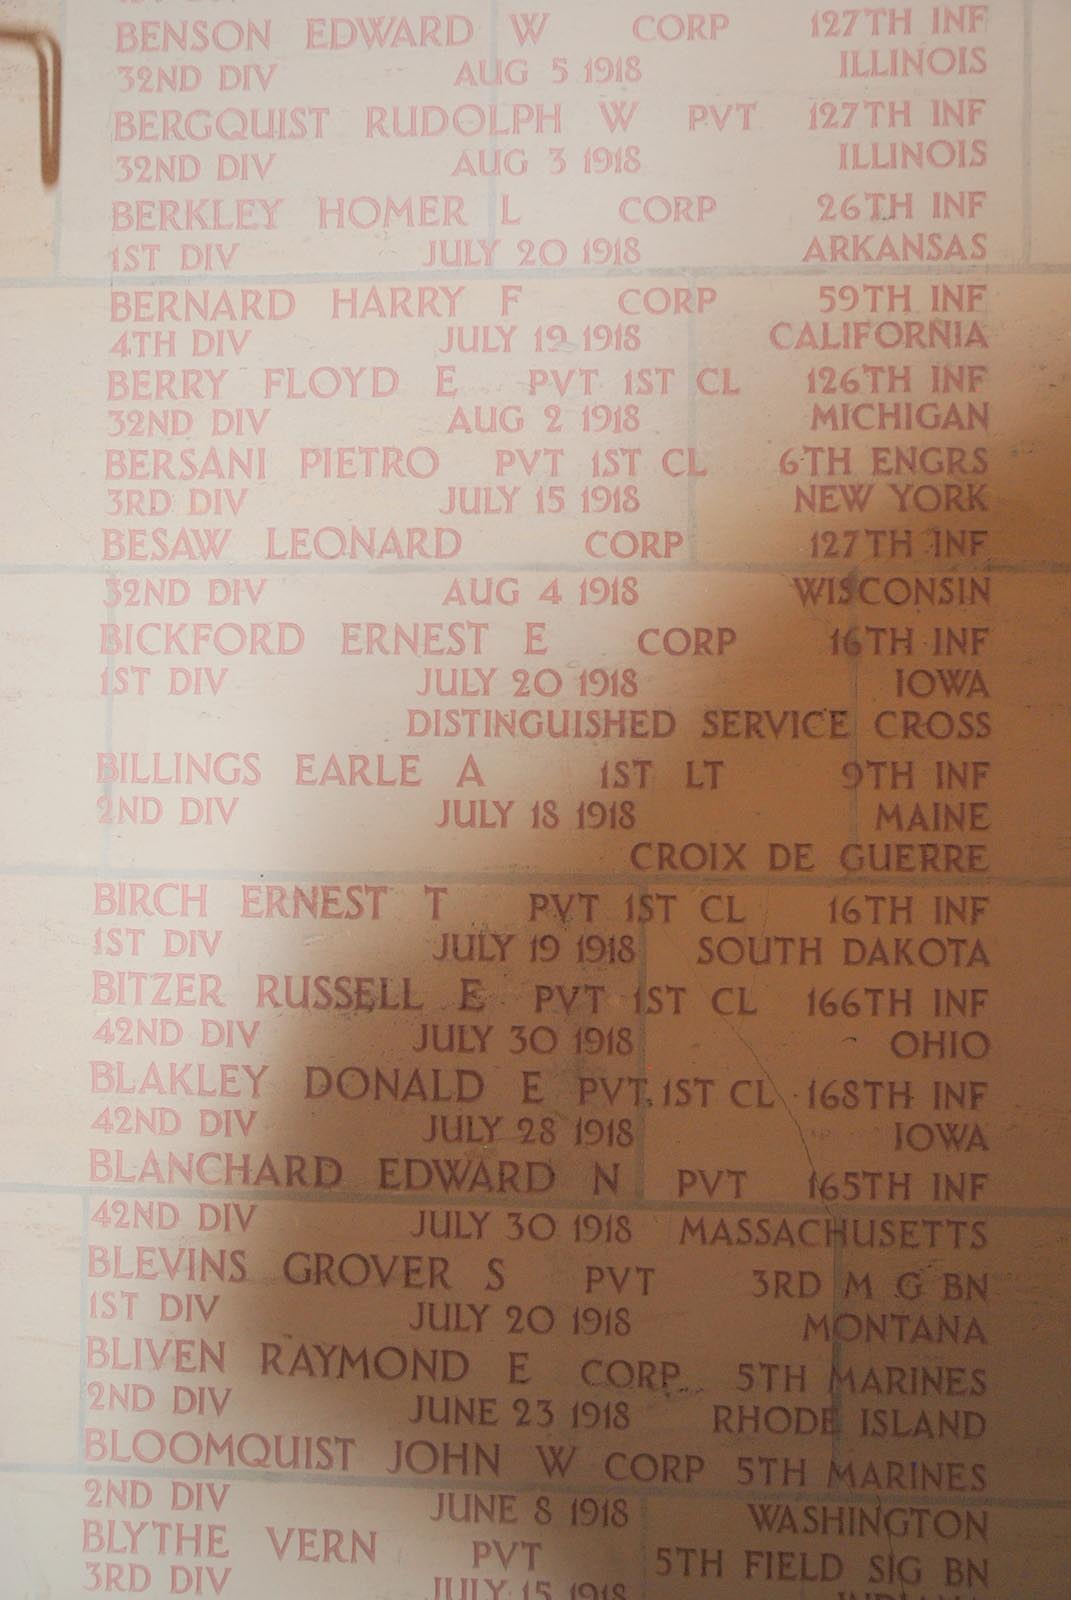 BENSON EDWARD W CORP 127TH INF
32ND DIV AUG 5 1918 ILLINOIS
BERGQUIST RUDOLPH W PVT 127TH INF
32ND DIV AUG 3 1918 ILLINOIS
BERKLEY HOMER L CORP 26TH INF
1ST DIV JULY 20 1918 ARKANSAS
BERNARD HARRY F CORP 59TH INF
4TH DIV JULY 19 1918 CALIFORNIA
BERRY FLOYD E PVT 1ST CL 126TH INF
32ND DIV AUG 2 1918 MICHIGAN
BERSANI PIETRO PVT 1ST CL 6TH ENGRS
3RD DIV JULY 15 1918 NEW YORK
BESAW LEONARD CORP 127TH INF
32ND DIV AUG 4 1918 WISCONSIN
BICKFORD ERNEST E CORP 16TH INF
1ST DIV JULY 20 1918 IOWA
DISTINGUISHED SERVICE CROSS
BILLINGS EARLE A 1ST LT 9TH INF
2ND DIV JULY 18 1918 MAINE
CROIX DE GUERRE
BIRCH ERNEST T PVT 1ST CL 16TH INF
1ST DIV JULY 19 1918 SOUTH DAKOTA
BITZER RUSSELL E PVT 1ST CL 166TH INF
42ND DIV JULY 30 1918 OHIO
BLAKLEY DONALD E PVT 1ST CL 168TH INF
42ND DIV JULY 28 1918 IOWA
BLANCHARD EDWARD N PVT 165TH INF
42ND DIV JULY 30 1918 MASSACHUSETTS
BLEVINS GROVER S PVT 3RD M G BN
1ST DIV JULY 20 1918 MONTANA
BLIVEN RAYMOND E CORP 5TH MARINES
2ND DIV JUNE 23 1918 RHODE ISLAND
BLOOMQUIST JOHN W CORP 5TH MARINES
2ND DIV JUNE 8 1918 WASHINGTON
BLYTHE VERN PVT 5TH FIELD SIG BN
3RD DIV JULY 15 1918